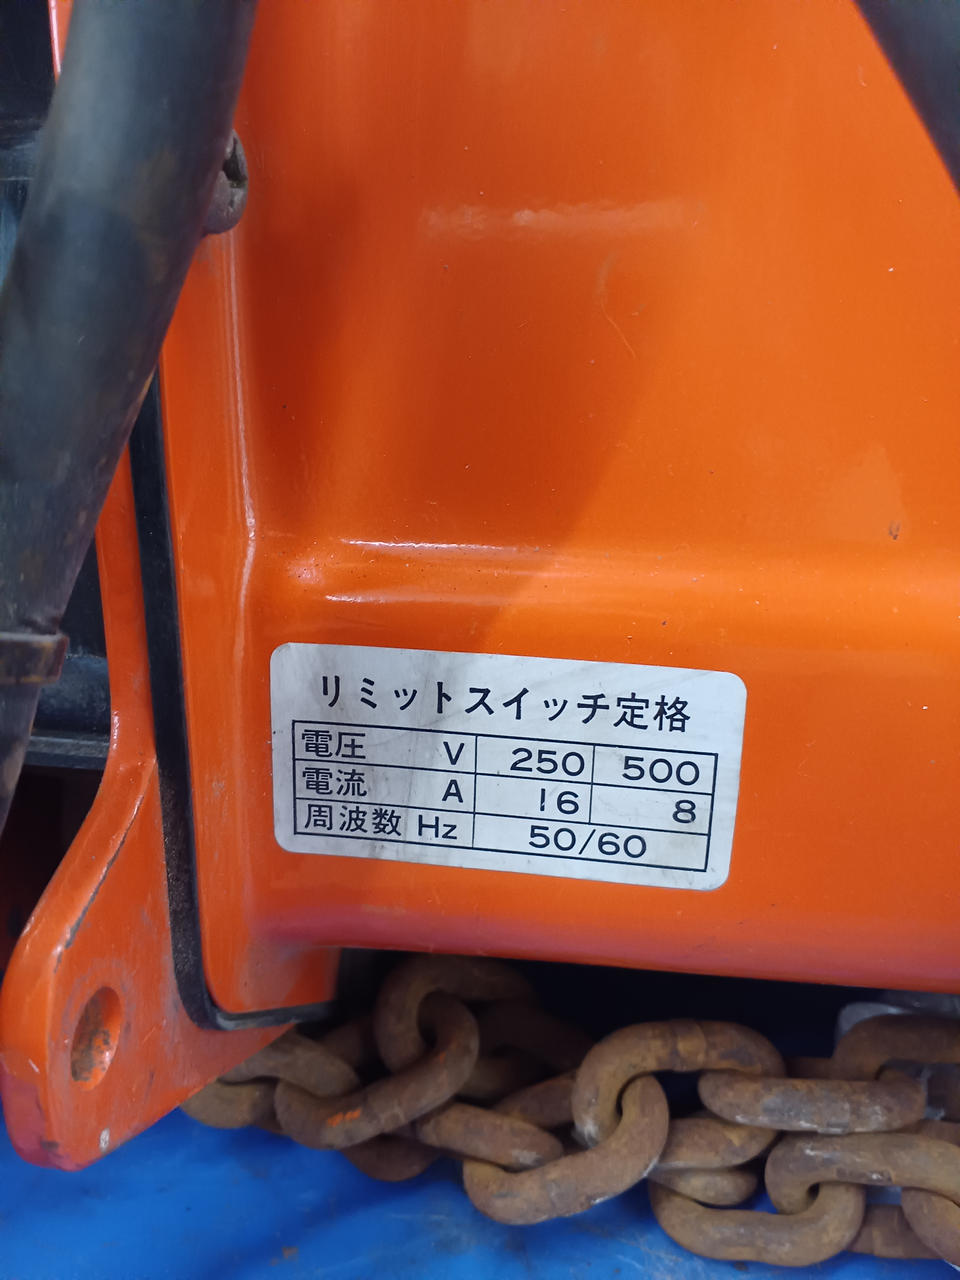 リミットスイッチ定格
電圧 V 250 500
電流 A 16 8
周波数 Hz 50/60